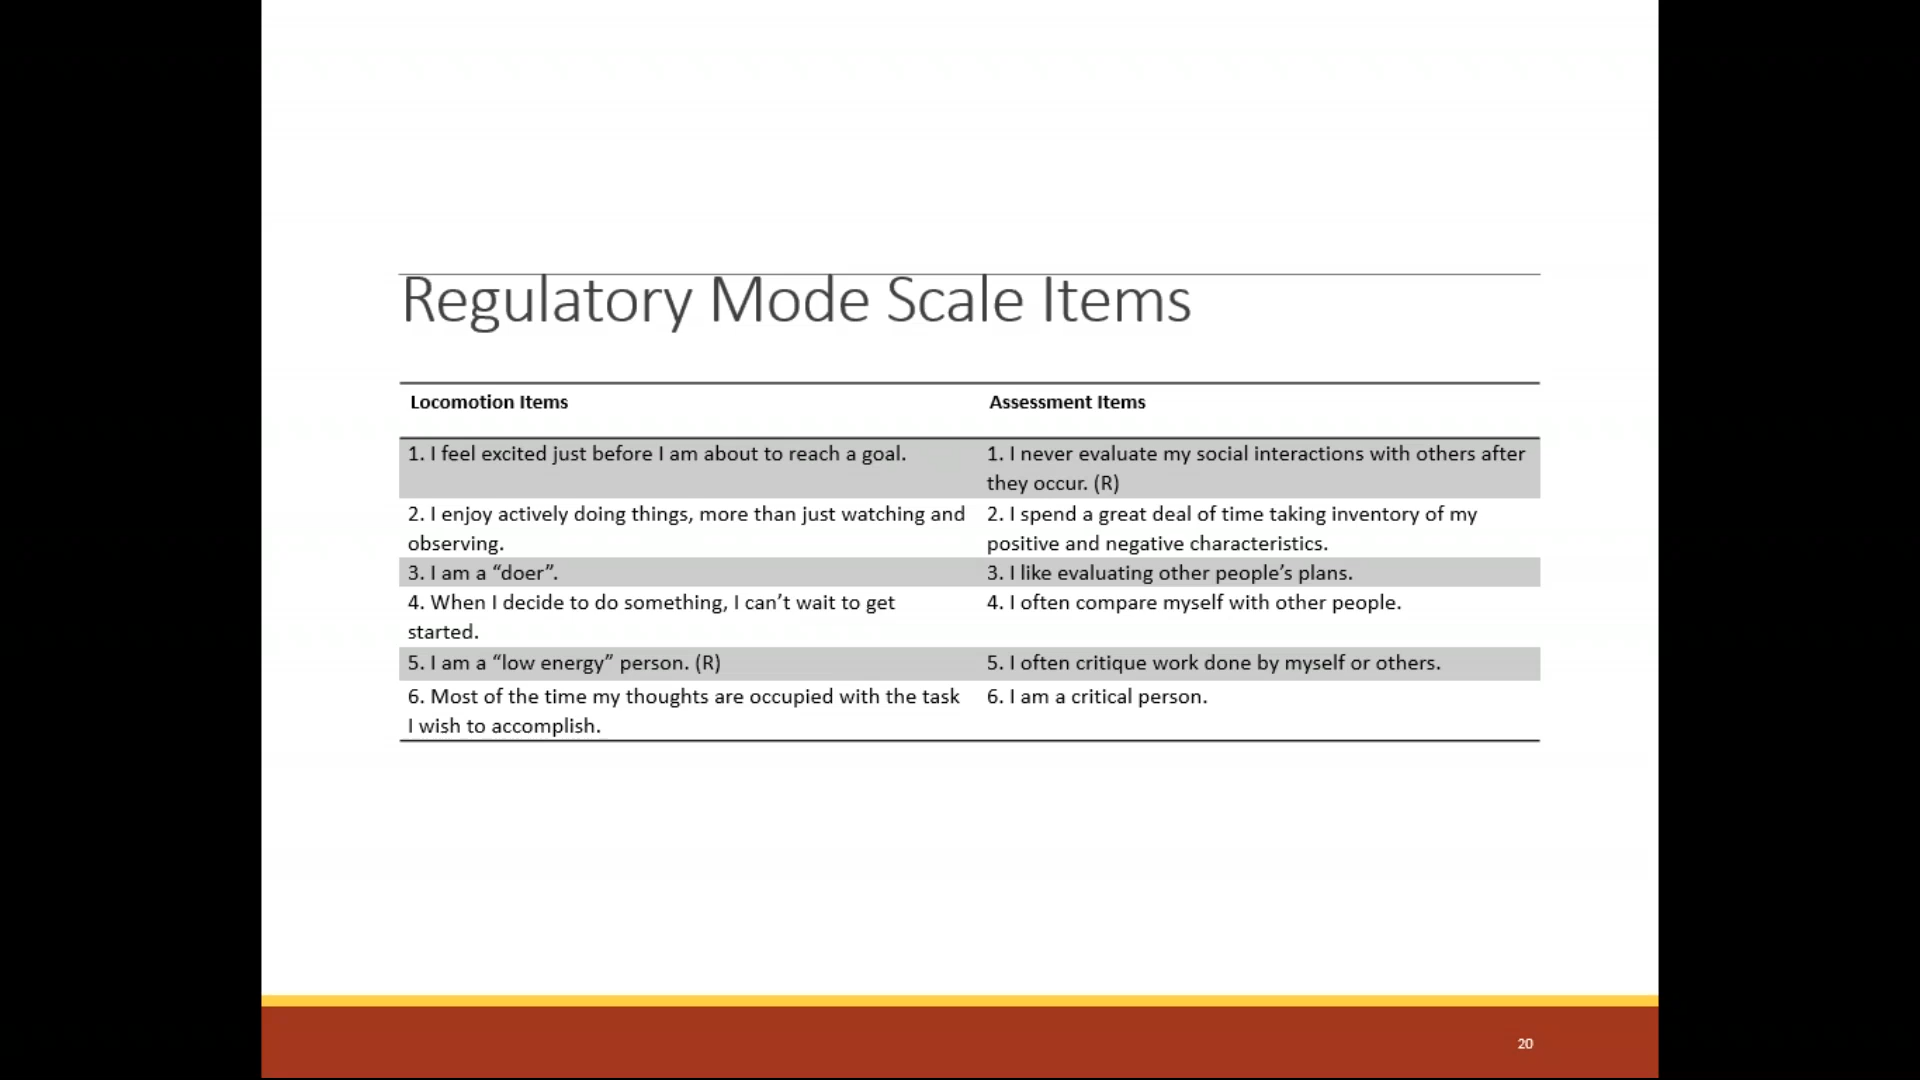 Regulatory Mode Scale Items
Locomotion Items
Assessment Items
1. I feel excited just before I am about to reach a goal.
1. I never evaluate my social interactions with others after
they occur. (R)
2. I enjoy actively doing things, more than just watching and
observing.
2. I spend a great deal of time taking inventory of my
positive and negative characteristics.
3. I am a “doer”.
3. I like evaluating other people’s plans.
4. When I decide to do something, I can’t wait to get
started.
4. I often compare myself with other people.
5. I am a “low energy” person. (R)
5. I often critique work done by myself or others.
6. Most of the time my thoughts are occupied with the task
I wish to accomplish.
6. I am a critical person.
20